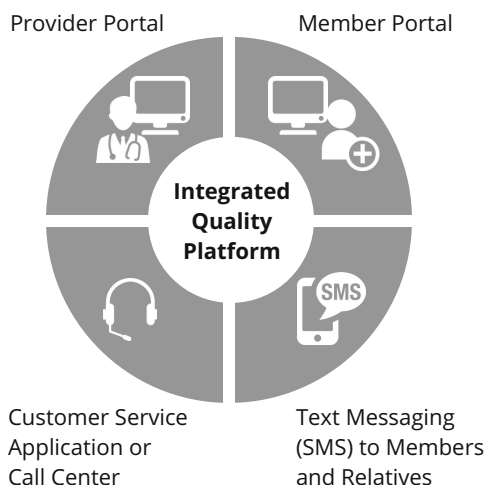 Provider Portal
Member Portal
Integrated
Quality
Platform
SMS
Customer Service
Application or
Call Center
Text Messaging
(SMS) to Members
and Relatives